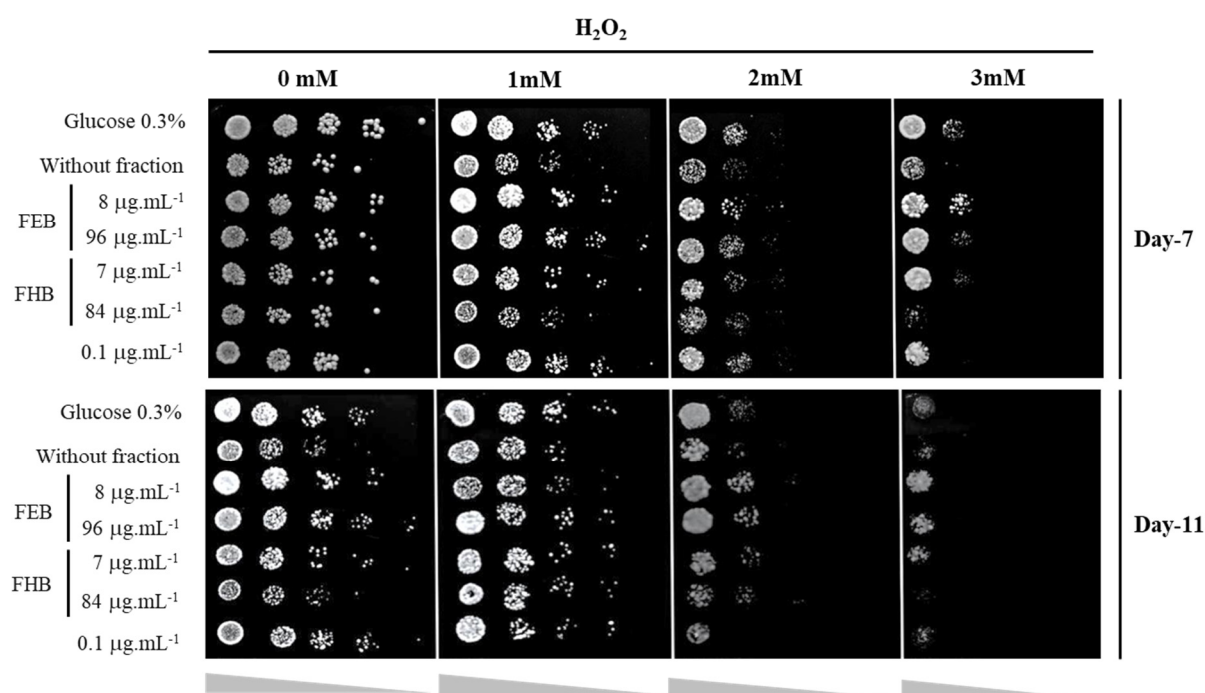 H₂O₂
0 mM 1mM 2mM 3mM
Glucose 0.3%
Without fraction
8 µg.mL⁻¹
FEB
96 µg.mL⁻¹
Day-7
7 µg.mL⁻¹
FHB
84 µg.mL⁻¹
0.1 µg.mL⁻¹
Glucose 0.3%
Without fraction
8 µg.mL⁻¹
FEB
96 µg.mL⁻¹
Day-11
7 µg.mL⁻¹
FHB
84 µg.mL⁻¹
0.1 µg.mL⁻¹